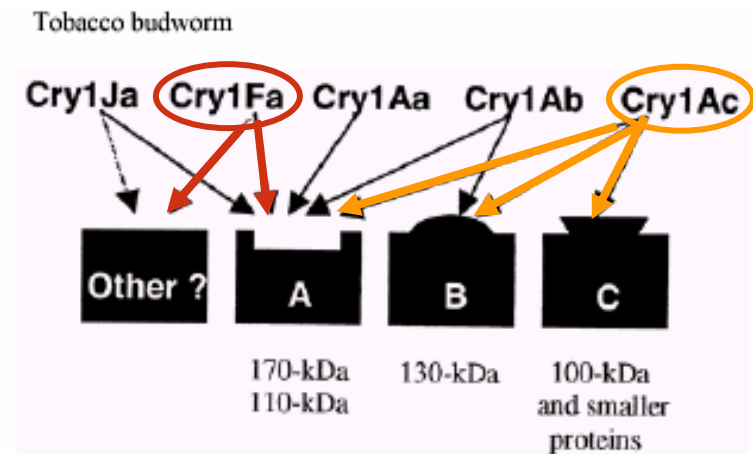 Tobacco budworm
Cry1Ja Cry1Fa Cry1Aa Cry1Ab Cry1Ac
Other ? A B C
170-kDa 130-kDa 100-kDa
110-kDa and smaller
proteins